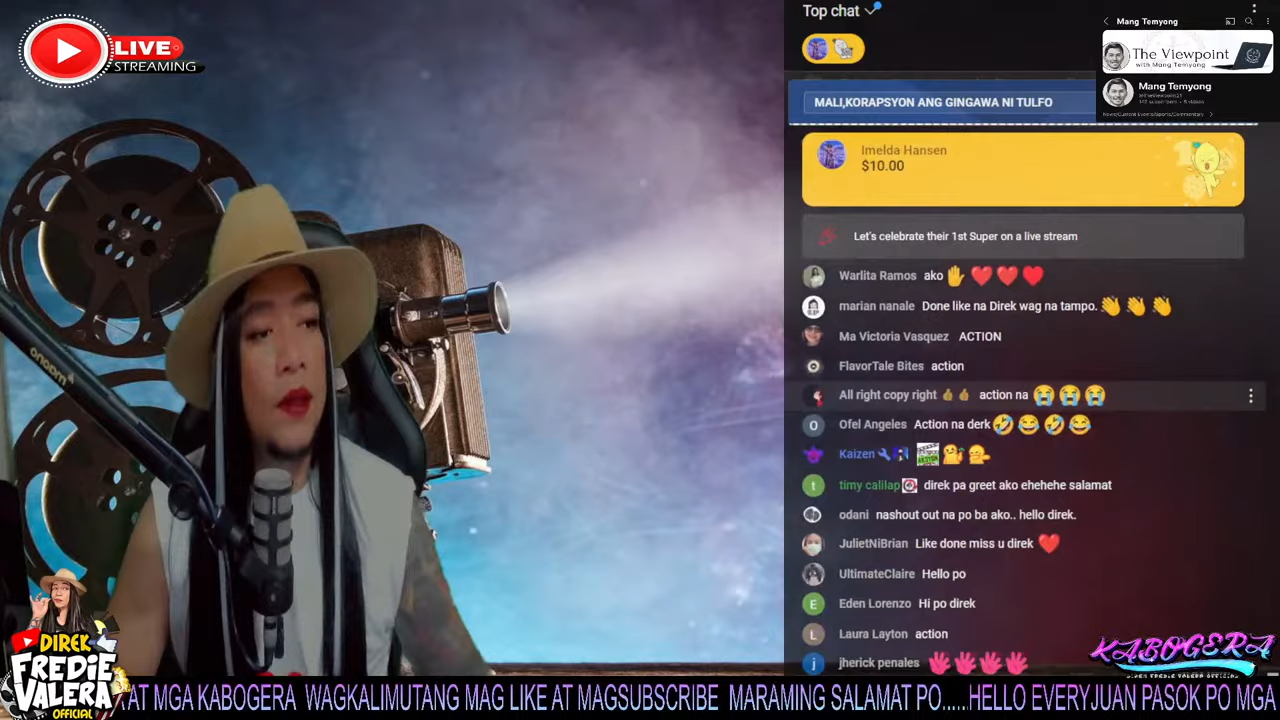 LIVE
STREAMING
maono
Top chat
Mang Temyong
The Viewpoint
with Mang Temyong
Mang Temyong
MALI,KORAPSYON ANG GINGAWA NI TULFO
Imelda Hansen
$10.00
Let's celebrate their 1st Super on a live stream
Warlita Ramos ako ✋ ❤️ ❤️ ❤️
marian nanale Done like na Direk wag na tampo. 👏 👏 👏
Ma Victoria Vasquez ACTION
FlavorTale Bites action
All right copy right 👍 👍 action na 😭 😭 😭
Ofel Angeles Action na derk 🤣 😂 🤣 😂
Kaizen
timy calilap direk pa greet ako ehehehe salamat
odani nashout out na po ba ako.. hello direk.
JulietNiBrian Like done miss u direk ❤️
UltimateClaire Hello po
E Eden Lorenzo Hi po direk
L Laura Layton action
j jherick penales
DIREK
FREDIE
VALERA
OFFICIAL
KABOGERA
DIREK FREDIE VALERA OFFICIAL
AT MGA KABOGERA WAGKALIMUTANG MAG LIKE AT MAGSUBSCRIBE MARAMING SALAMAT PO.....HELLO EVERYJUAN PASOK PO MGA